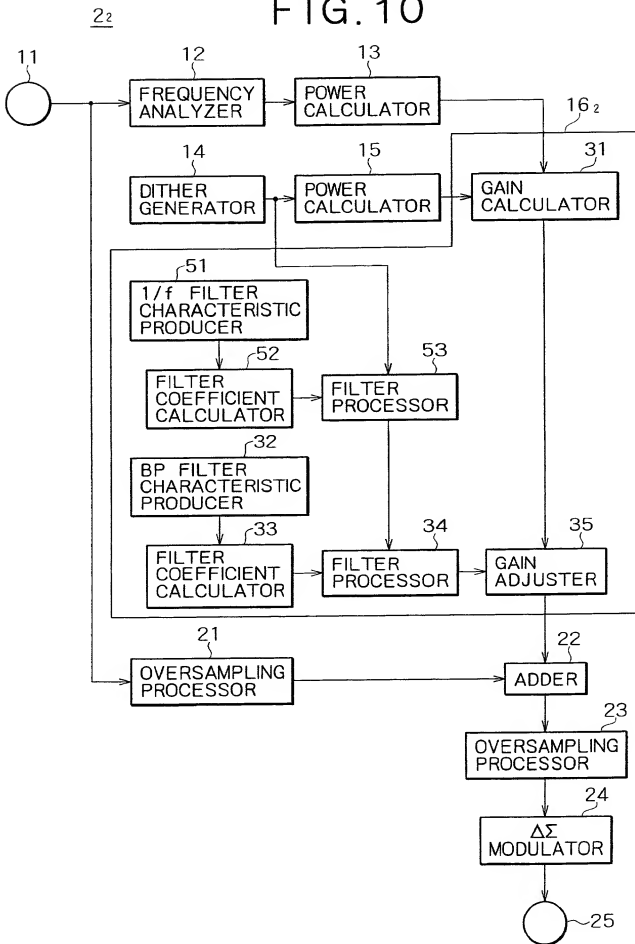 FIG. 10
2₂
11
12
FREQUENCY
ANALYZER
13
POWER
CALCULATOR
16₂
14
DITHER
GENERATOR
15
POWER
CALCULATOR
31
GAIN
CALCULATOR
51
1/f FILTER
CHARACTERISTIC
PRODUCER
52
FILTER
COEFFICIENT
CALCULATOR
53
FILTER
PROCESSOR
32
BP FILTER
CHARACTERISTIC
PRODUCER
33
FILTER
COEFFICIENT
CALCULATOR
34
FILTER
PROCESSOR
35
GAIN
ADJUSTER
21
OVERSAMPLING
PROCESSOR
22
ADDER
23
OVERSAMPLING
PROCESSOR
24
ΔΣ
MODULATOR
25